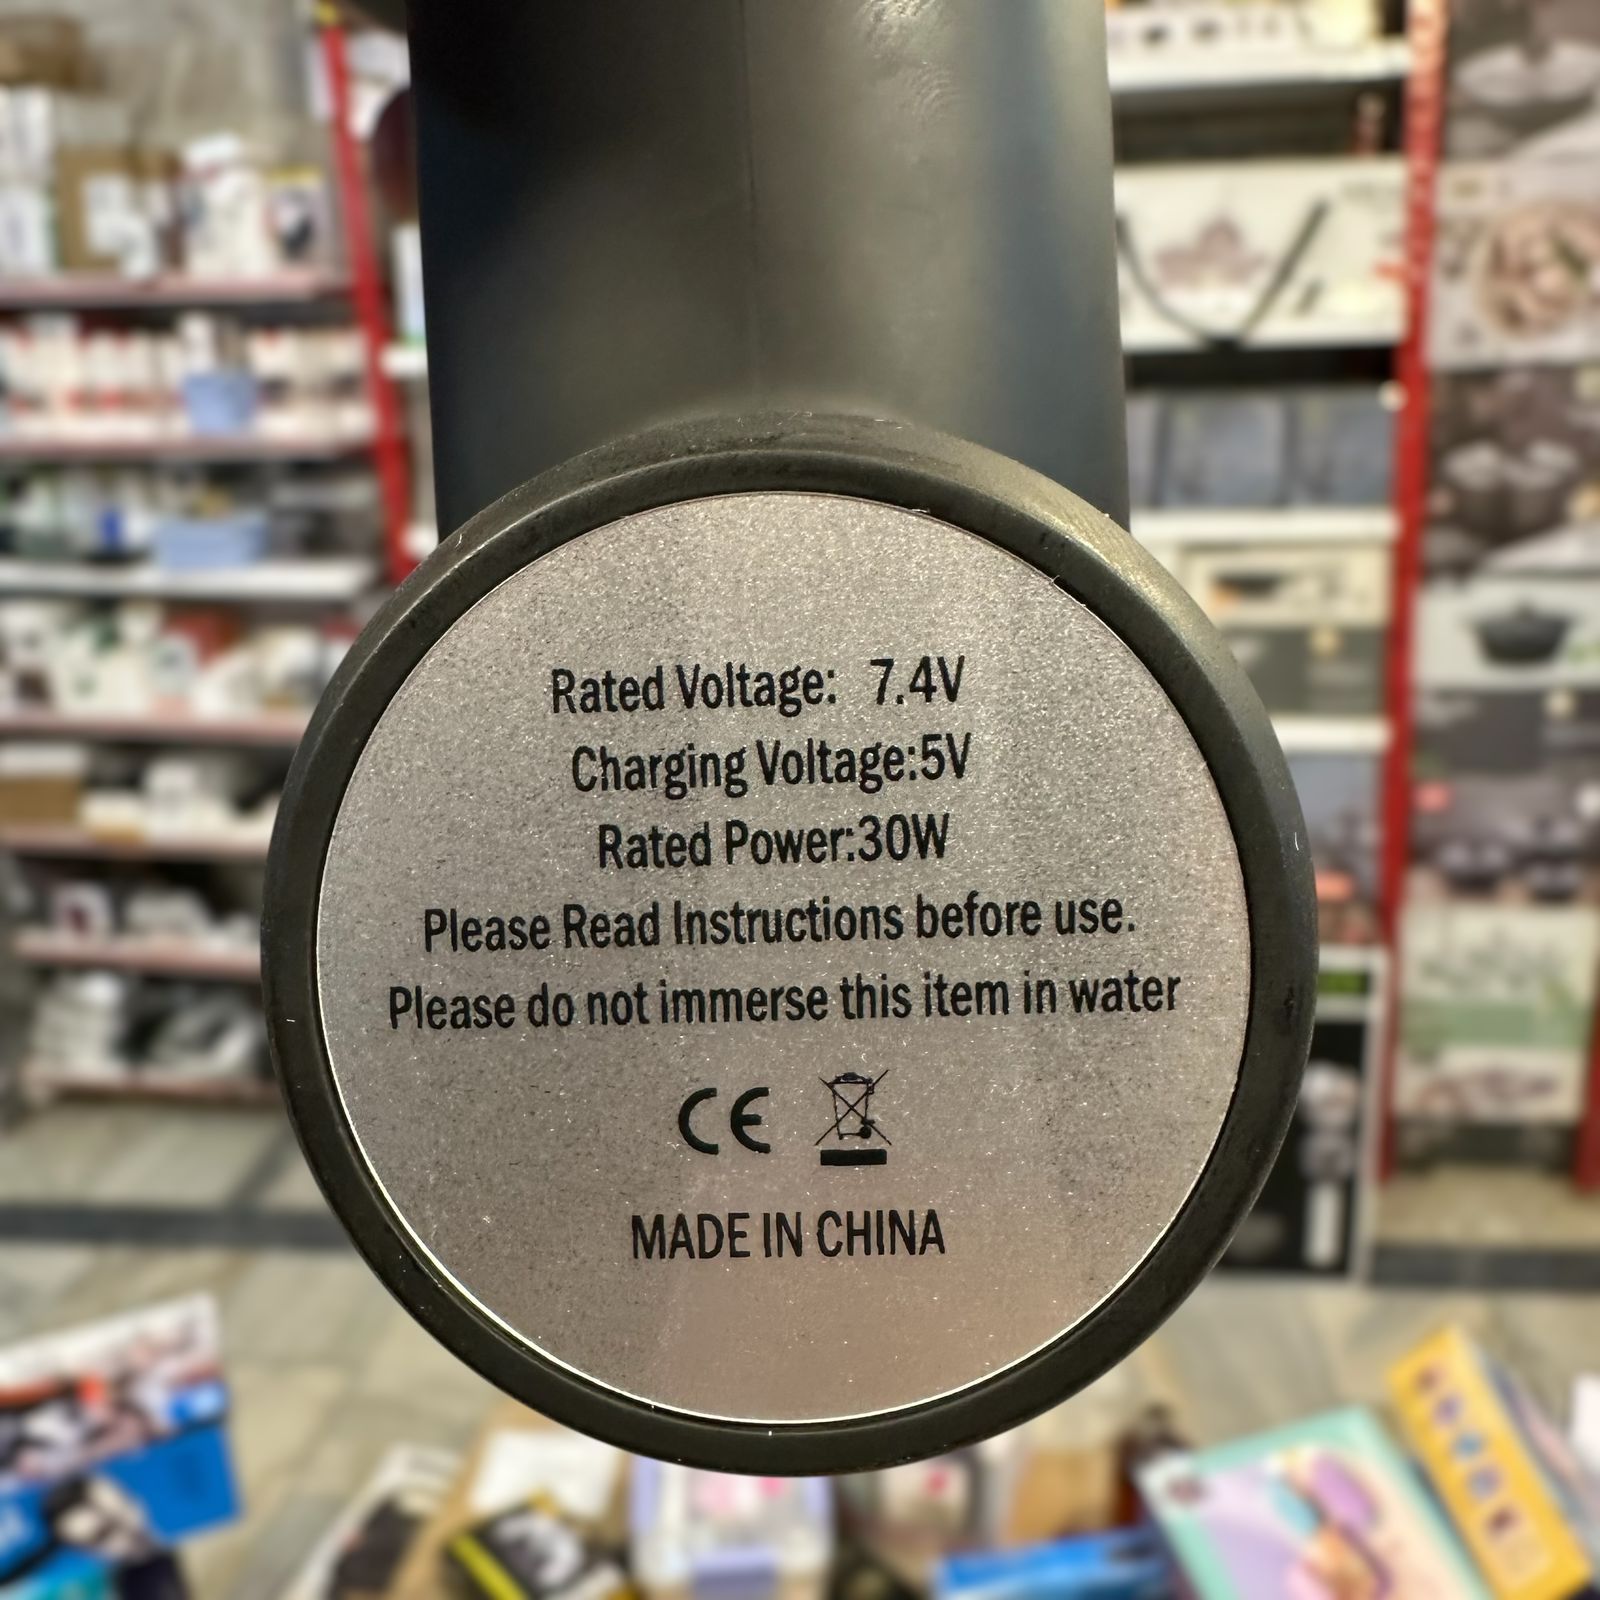 Rated Voltage: 7.4V
Charging Voltage:5V
Rated Power:30W
Please Read Instructions before use.
Please do not immerse this item in water
CE
MADE IN CHINA